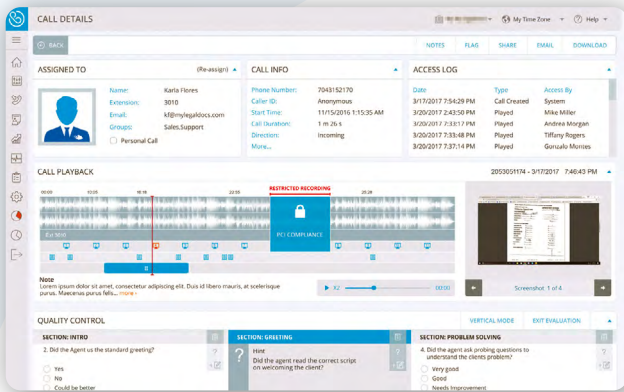 CALL DETAILS
My Time Zone
Help
BACK
NOTES
FLAG
SHARE
EMAIL
DOWNLOAD
ASSIGNED TO
(Re-assign)
Name: Karla Flores
Extension: 3010
Email: kf@mylegaldocs.com
Groups: Sales,Support
Personal Call
CALL INFO
Phone Number: 7043152170
Caller ID: Anonymous
Start Time: 11/15/2016 1:15:35 AM
Call Duration: 1 m 26 s
Direction: Incoming
More...
ACCESS LOG
Date Type Access By
3/17/2017 7:54:29 PM Call Created System
3/20/2017 2:43:50 PM Played Mike Miller
3/20/2017 7:33:17 PM Played Andrea Morgan
3/20/2017 7:33:48 PM Played Tiffany Rogers
3/20/2017 7:37:14 PM Played Gonzalo Montes
CALL PLAYBACK
2053051174 - 3/17/2017 7:46:43 PM
RESTRICTED RECORDING
PCI COMPLIANCE
Note
Lorem ipsum dolor sit amet, consectetur adipiscing elit. Duis id libero mauris, at scelerisque
purus. Maecenas purus felis... more
X2
00:00
Screenshot 1 of 4
QUALITY CONTROL
VERTICAL MODE
EXIT EVALUATION
SECTION: INTRO
2. Did the Agent us the standard greeting?
Yes
No
Could be better
SECTION: GREETING
Hint
Did the agent read the correct script
on welcoming the client?
SECTION: PROBLEM SOLVING
4. Did the agent ask probing questions to
understand the clients problem?
Very good
Good
Needs Improvement